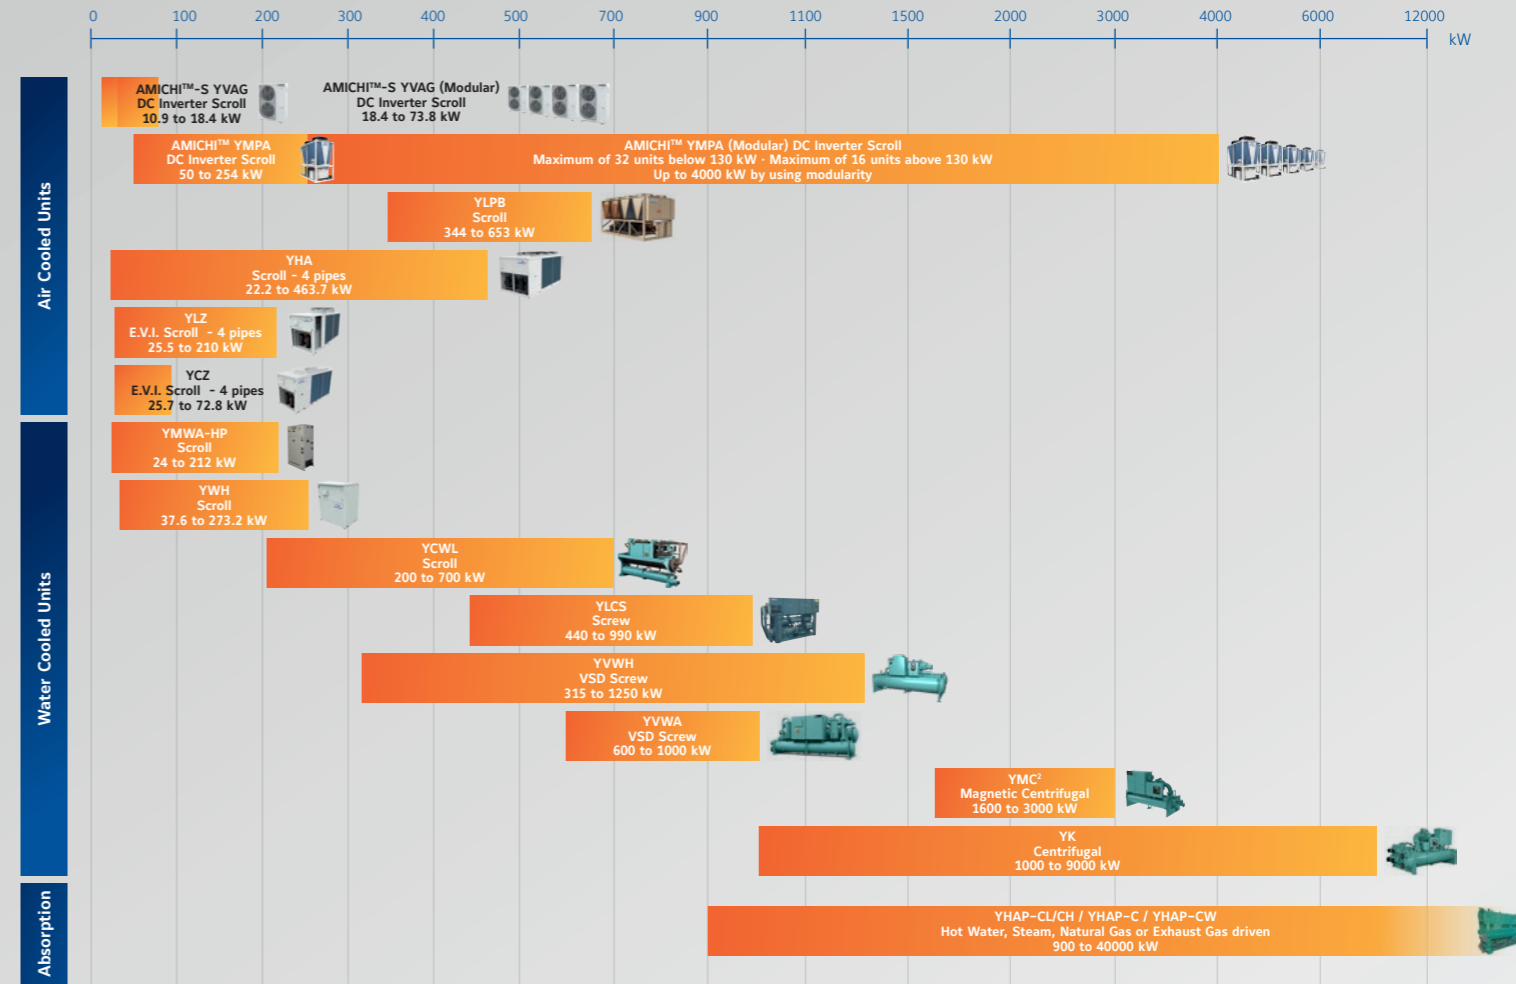 0 100 200 300 400 500 700 900 1100 1500 2000 3000 4000 6000 12000
kW
Air Cooled Units
AMICHI™-S YVAG
DC Inverter Scroll
10.9 to 18.4 kW
AMICHI™-S YVAG (Modular)
DC Inverter Scroll
18.4 to 73.8 kW
AMICHI™ YMPA
DC Inverter Scroll
50 to 254 kW
AMICHI™ YMPA (Modular) DC Inverter Scroll
Maximum of 32 units below 130 kW · Maximum of 16 units above 130 kW
Up to 4000 kW by using modularity
YLPB
Scroll
344 to 653 kW
YHA
Scroll - 4 pipes
22.2 to 463.7 kW
YLZ
E.V.I. Scroll - 4 pipes
25.5 to 210 kW
YCZ
E.V.I. Scroll - 4 pipes
25.7 to 72.8 kW
Water Cooled Units
YMWA-HP
Scroll
24 to 212 kW
YWH
Scroll
37.6 to 273.2 kW
YCWL
Scroll
200 to 700 kW
YLCS
Screw
440 to 990 kW
YVWH
VSD Screw
315 to 1250 kW
YVWA
VSD Screw
600 to 1000 kW
YMC²
Magnetic Centrifugal
1600 to 3000 kW
YK
Centrifugal
1000 to 9000 kW
Absorption
YHAP-CL/CH / YHAP-C / YHAP-CW
Hot Water, Steam, Natural Gas or Exhaust Gas driven
900 to 40000 kW